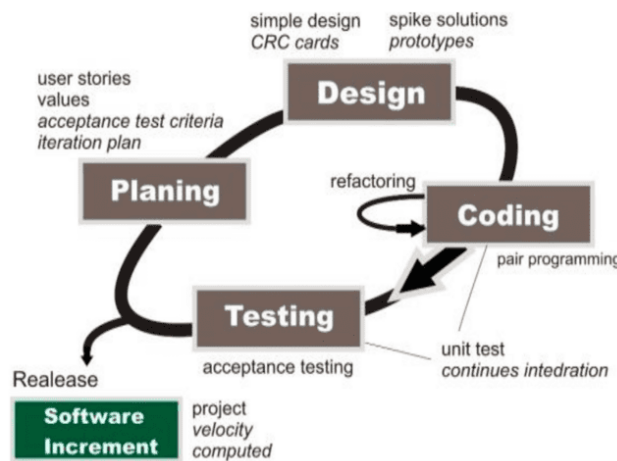 simple design
CRC cards
spike solutions
prototypes
Design
user stories
values
acceptance test criteria
iteration plan
Planing
refactoring
Coding
pair programming
Testing
acceptance testing
unit test
continues intedration
Realease
Software
Increment
project
velocity
computed